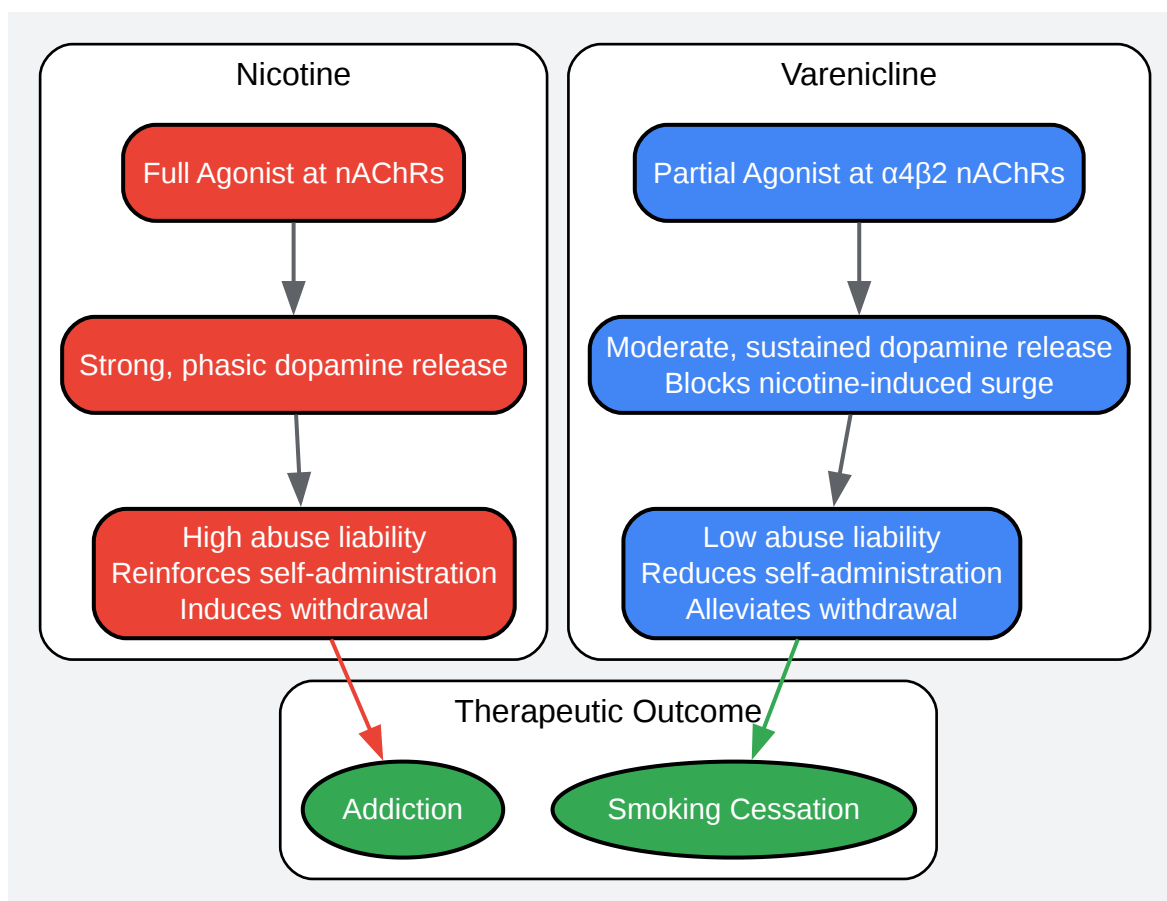 Nicotine
Full Agonist at nAChRs
Strong, phasic dopamine release
High abuse liability
Reinforces self-administration
Induces withdrawal
Varenicline
Partial Agonist at α4β2 nAChRs
Moderate, sustained dopamine release
Blocks nicotine-induced surge
Low abuse liability
Reduces self-administration
Alleviates withdrawal
Therapeutic Outcome
Addiction
Smoking Cessation